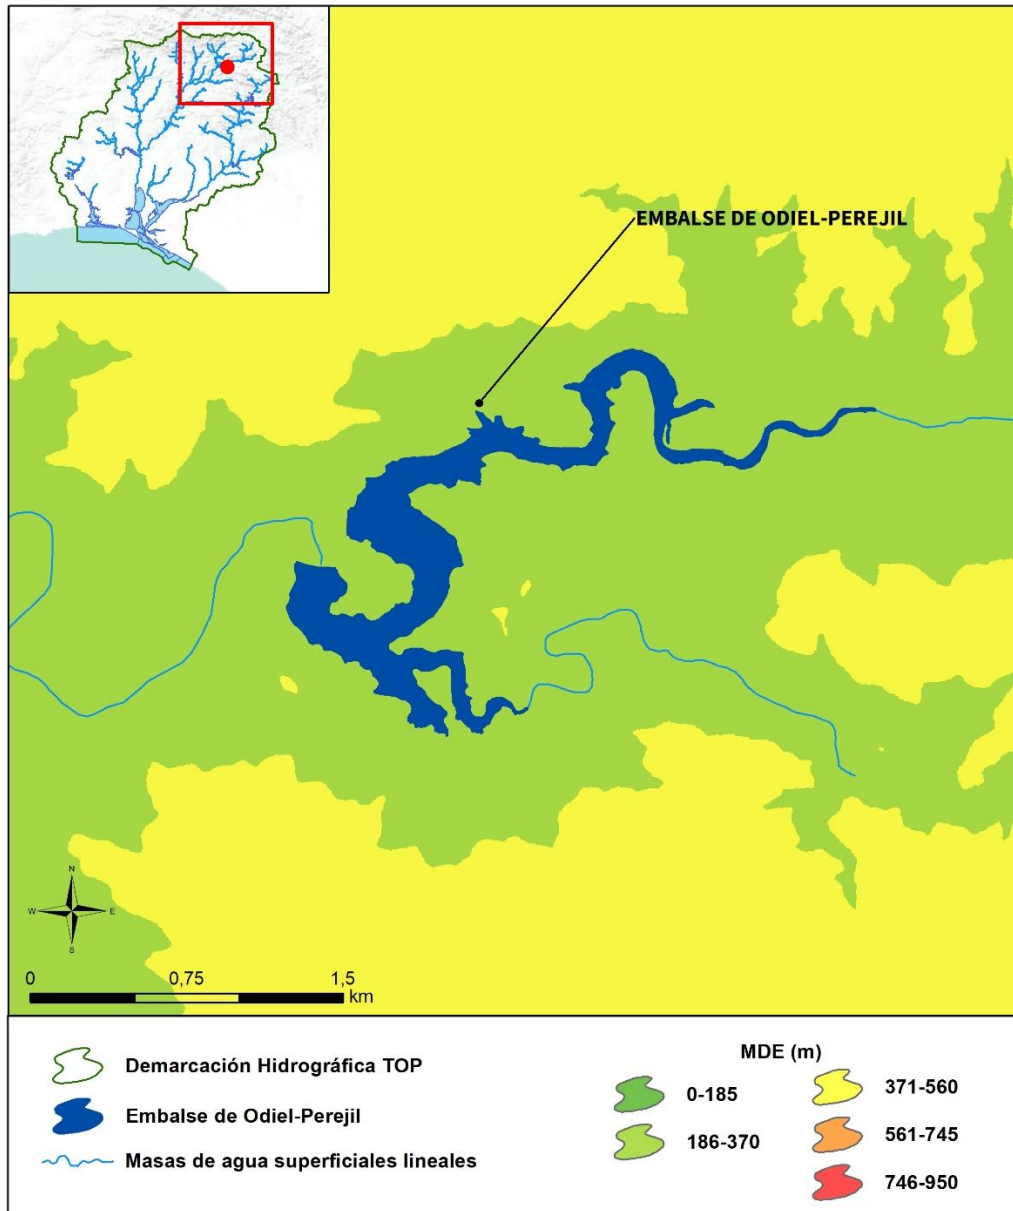 EMBALSE DE ODIEL-PEREJIL
N
W E
S
0 0,75 1,5
km
Demarcación Hidrográfica TOP
Embalse de Odiel-Perejil
Masas de agua superficiales lineales
MDE (m)
0-185
186-370
371-560
561-745
746-950